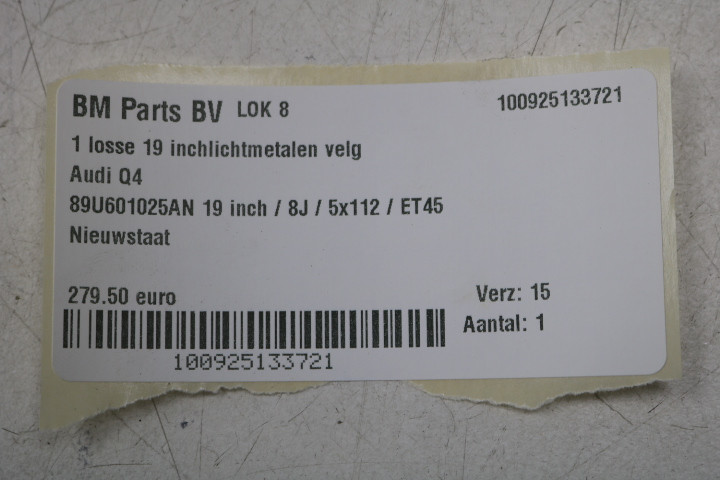 BM Parts BV LOK 8 100925133721
1 losse 19 inchlichtmetalen velg
Audi Q4
89U601025AN 19 inch / 8J / 5x112 / ET45
Nieuwstaat
279.50 euro Verz: 15
Aantal: 1
100925133721